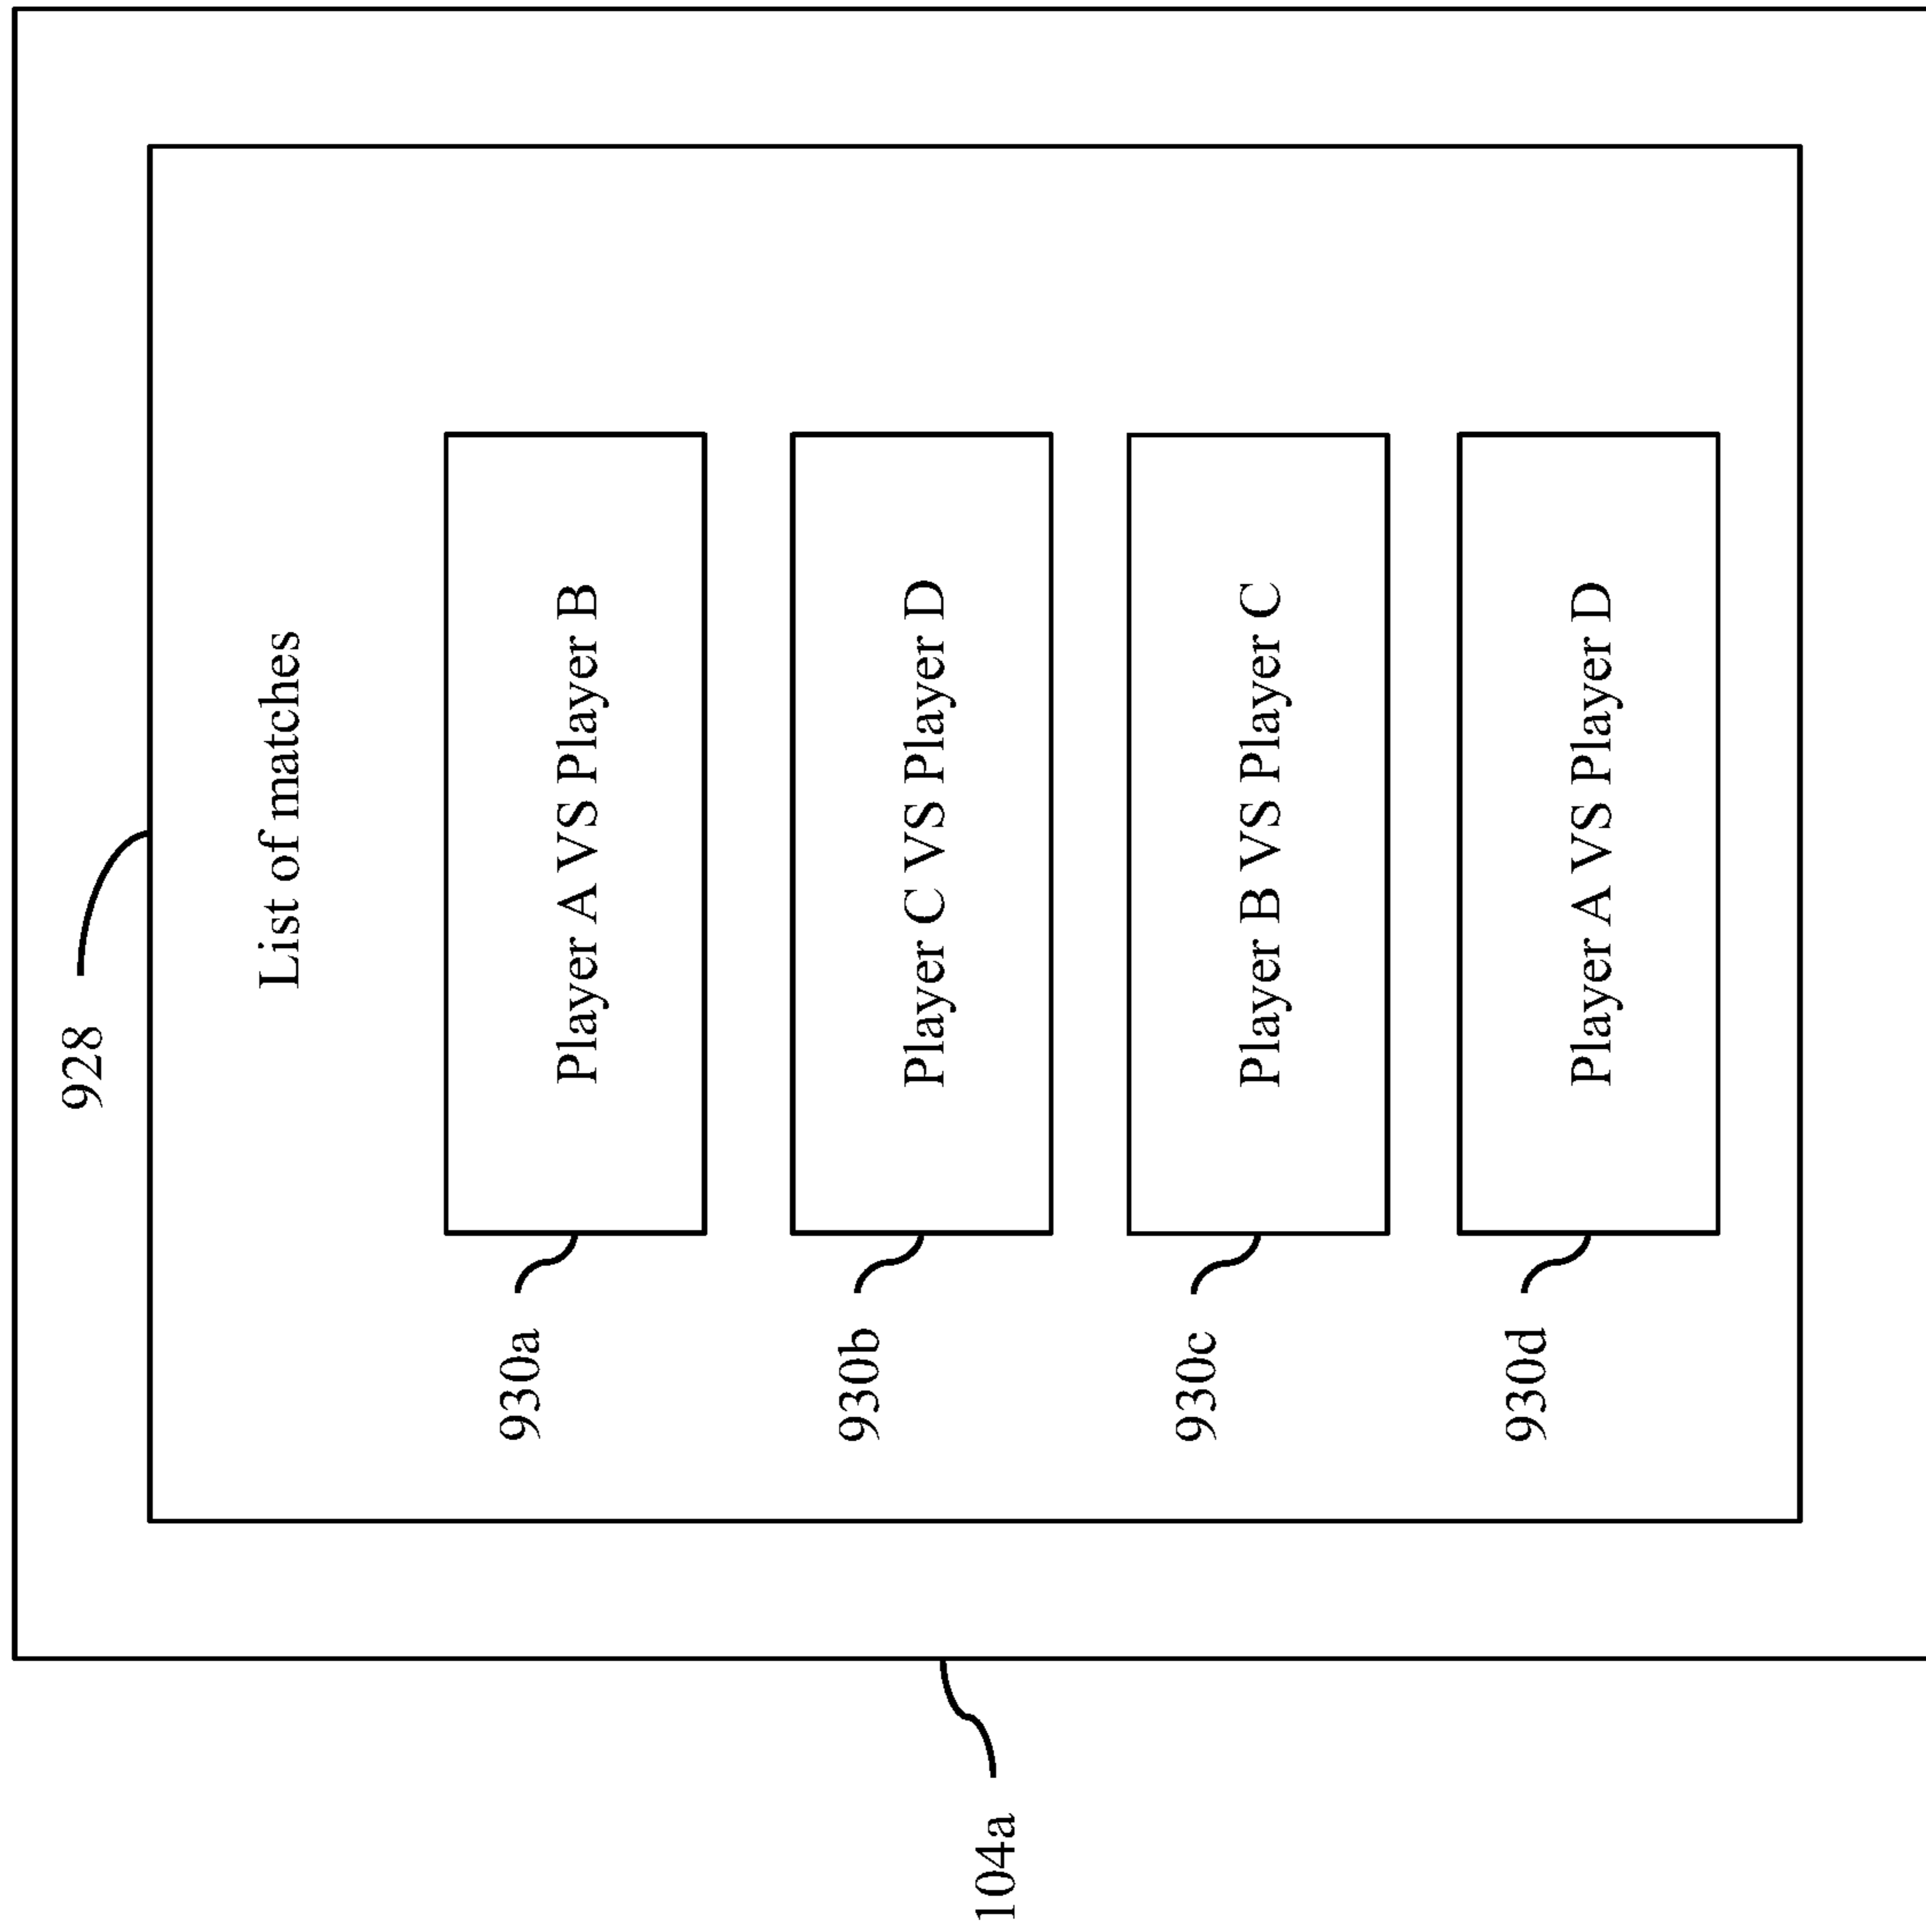 928
List of matches
930a
Player A VS Player B
930b
Player C VS Player D
930c
Player B VS Player C
930d
Player A VS Player D
104a